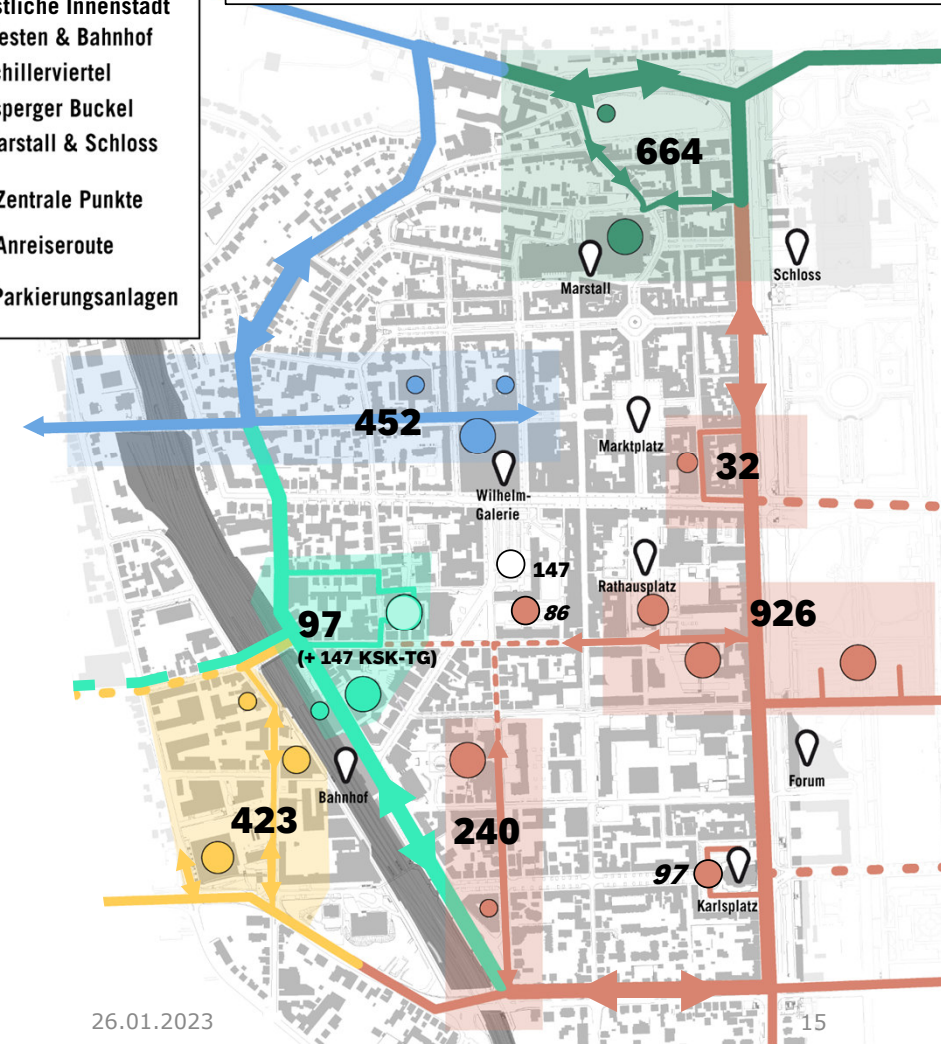 stliche Innenstadt
esten & Bahnhof
chillerviertel
sperger Buckel
arstall & Schloss
Zentrale Punkte
Anreiseroute
Parkierungsanlagen
664
Marstall
Schloss
452
Marktplatz
32
Wilhelm-
Galerie
147
Rathausplatz
86
926
97
(+ 147 KSK-TG)
Bahnhof
Forum
423
240
97
Karlsplatz
26.01.2023
15